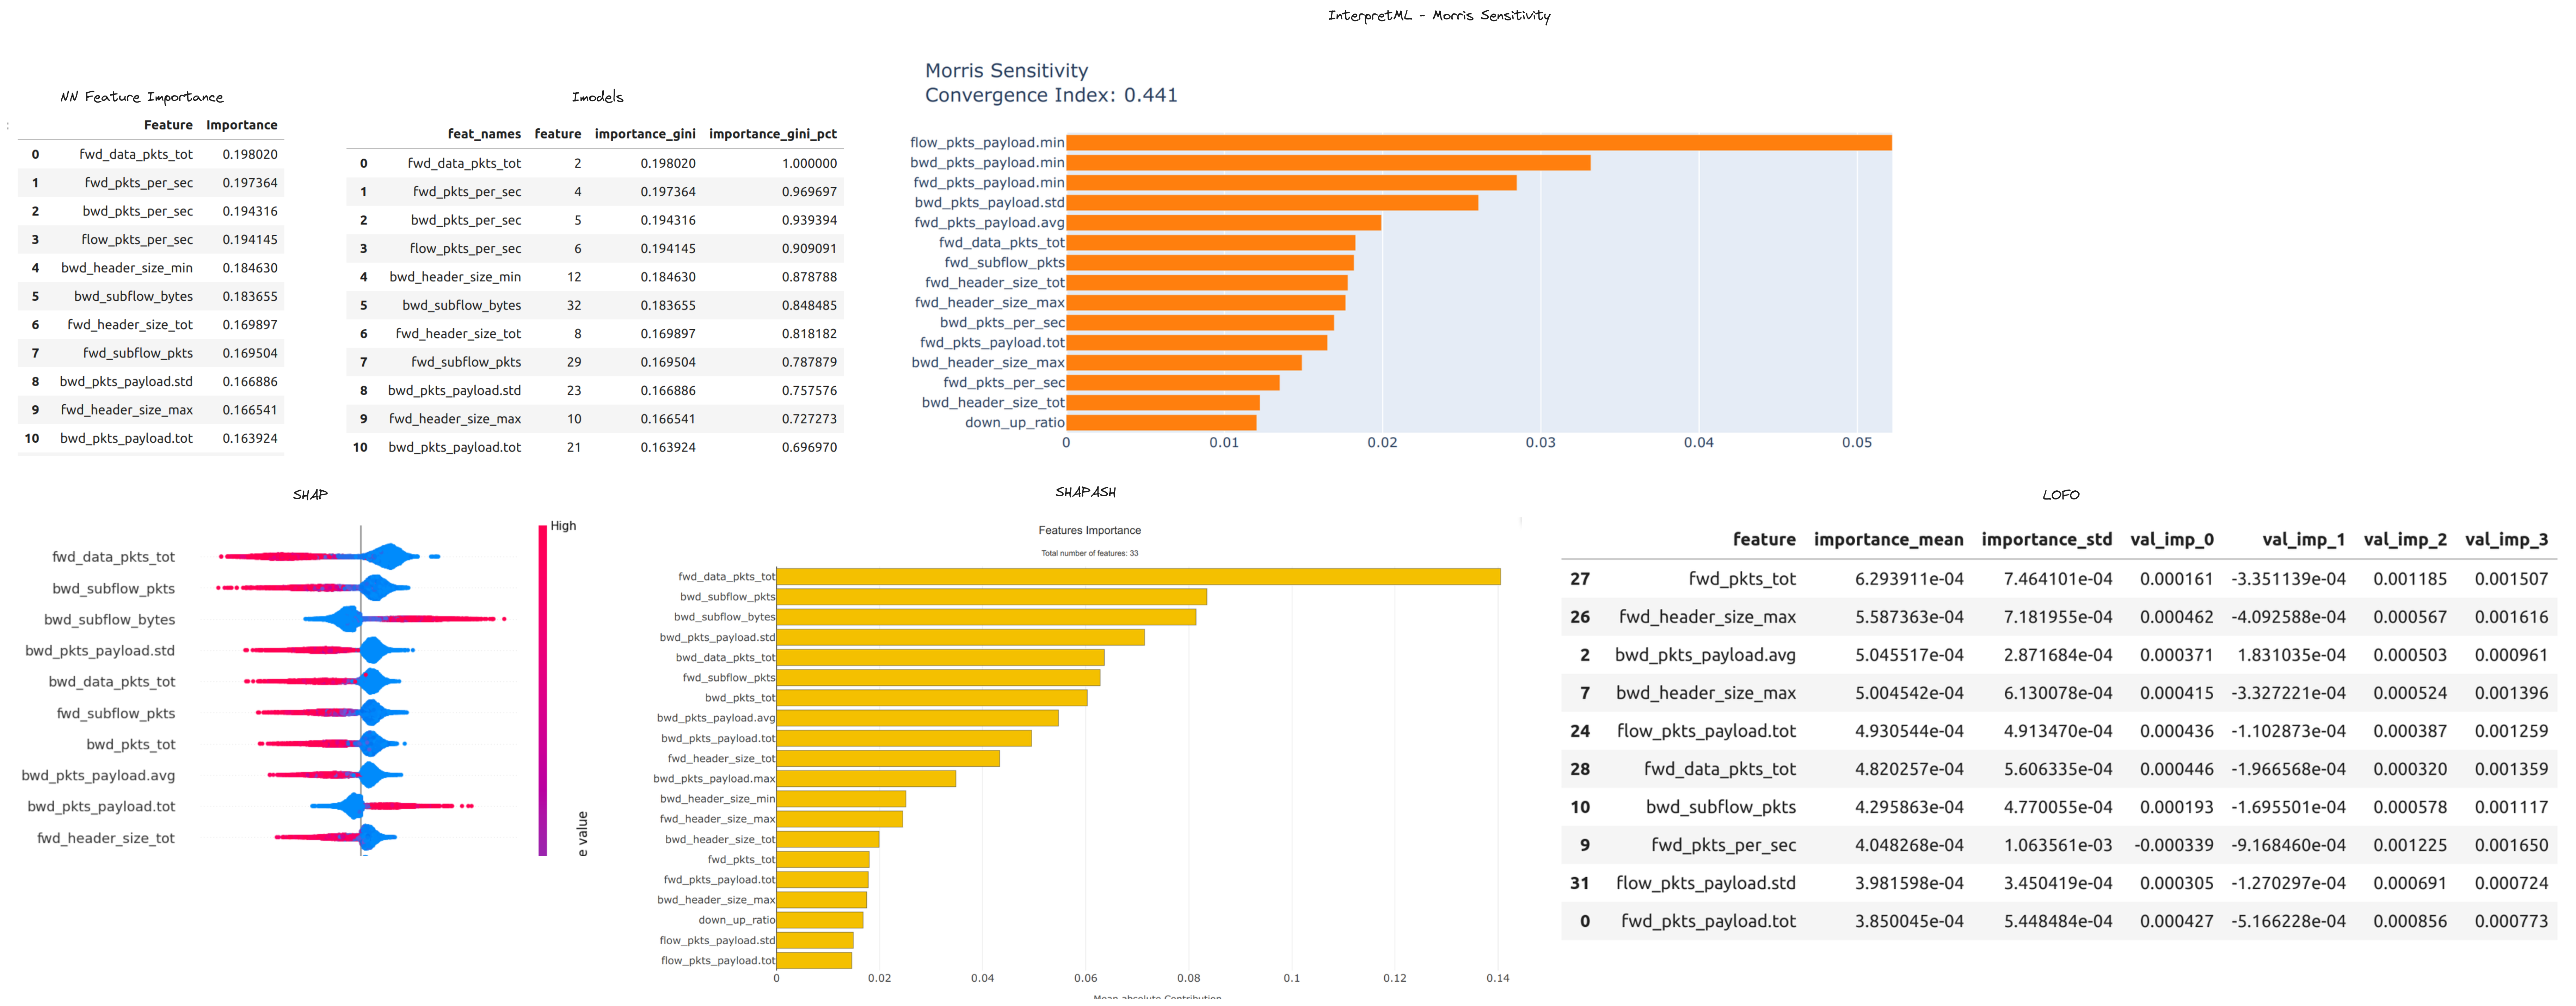 InterpretML - Morris Sensitivity
NN Feature Importance
:
Feature Importance
0 fwd_data_pkts_tot 0.198020
1 fwd_pkts_per_sec 0.197364
2 bwd_pkts_per_sec 0.194316
3 flow_pkts_per_sec 0.194145
4 bwd_header_size_min 0.184630
5 bwd_subflow_bytes 0.183655
6 fwd_header_size_tot 0.169897
7 fwd_subflow_pkts 0.169504
8 bwd_pkts_payload.std 0.166886
9 fwd_header_size_max 0.166541
10 bwd_pkts_payload.tot 0.163924
Imodels
feat_names feature importance_gini importance_gini_pct
0 fwd_data_pkts_tot 2 0.198020 1.000000
1 fwd_pkts_per_sec 4 0.197364 0.969697
2 bwd_pkts_per_sec 5 0.194316 0.939394
3 flow_pkts_per_sec 6 0.194145 0.909091
4 bwd_header_size_min 12 0.184630 0.878788
5 bwd_subflow_bytes 32 0.183655 0.848485
6 fwd_header_size_tot 8 0.169897 0.818182
7 fwd_subflow_pkts 29 0.169504 0.787879
8 bwd_pkts_payload.std 23 0.166886 0.757576
9 fwd_header_size_max 10 0.166541 0.727273
10 bwd_pkts_payload.tot 21 0.163924 0.696970
Morris Sensitivity
Convergence Index: 0.441
flow_pkts_payload.min
bwd_pkts_payload.min
fwd_pkts_payload.min
bwd_pkts_payload.std
fwd_pkts_payload.avg
fwd_data_pkts_tot
fwd_subflow_pkts
fwd_header_size_tot
fwd_header_size_max
bwd_pkts_per_sec
fwd_pkts_payload.tot
bwd_header_size_max
fwd_pkts_per_sec
bwd_header_size_tot
down_up_ratio
0 0.01 0.02 0.03 0.04 0.05
SHAP
High
fwd_data_pkts_tot
bwd_subflow_pkts
bwd_subflow_bytes
bwd_pkts_payload.std
bwd_data_pkts_tot
fwd_subflow_pkts
bwd_pkts_tot
bwd_pkts_payload.avg
bwd_pkts_payload.tot
fwd_header_size_tot
e value
SHAPASH
Features Importance
Total number of features: 33
fwd_data_pkts_tot
bwd_subflow_pkts
bwd_subflow_bytes
bwd_pkts_payload.std
bwd_data_pkts_tot
fwd_subflow_pkts
bwd_pkts_tot
bwd_pkts_payload.avg
bwd_pkts_payload.tot
fwd_header_size_tot
bwd_pkts_payload.max
bwd_header_size_min
fwd_header_size_max
bwd_header_size_tot
fwd_pkts_tot
fwd_pkts_payload.tot
bwd_header_size_max
down_up_ratio
flow_pkts_payload.std
flow_pkts_payload.tot
0 0.02 0.04 0.06 0.08 0.1 0.12 0.14
Mean absolute Contribution
LOFO
feature importance_mean importance_std val_imp_0 val_imp_1 val_imp_2 val_imp_3
27 fwd_pkts_tot 6.293911e-04 7.464101e-04 0.000161 -3.351139e-04 0.001185 0.001507
26 fwd_header_size_max 5.587363e-04 7.181955e-04 0.000462 -4.092588e-04 0.000567 0.001616
2 bwd_pkts_payload.avg 5.045517e-04 2.871684e-04 0.000371 1.831035e-04 0.000503 0.000961
7 bwd_header_size_max 5.004542e-04 6.130078e-04 0.000415 -3.327221e-04 0.000524 0.001396
24 flow_pkts_payload.tot 4.930544e-04 4.913470e-04 0.000436 -1.102873e-04 0.000387 0.001259
28 fwd_data_pkts_tot 4.820257e-04 5.606335e-04 0.000446 -1.966568e-04 0.000320 0.001359
10 bwd_subflow_pkts 4.295863e-04 4.770055e-04 0.000193 -1.695501e-04 0.000578 0.001117
9 fwd_pkts_per_sec 4.048268e-04 1.063561e-03 -0.000339 -9.168460e-04 0.001225 0.001650
31 flow_pkts_payload.std 3.981598e-04 3.450419e-04 0.000305 -1.270297e-04 0.000691 0.000724
0 fwd_pkts_payload.tot 3.850045e-04 5.448484e-04 0.000427 -5.166228e-04 0.000856 0.000773